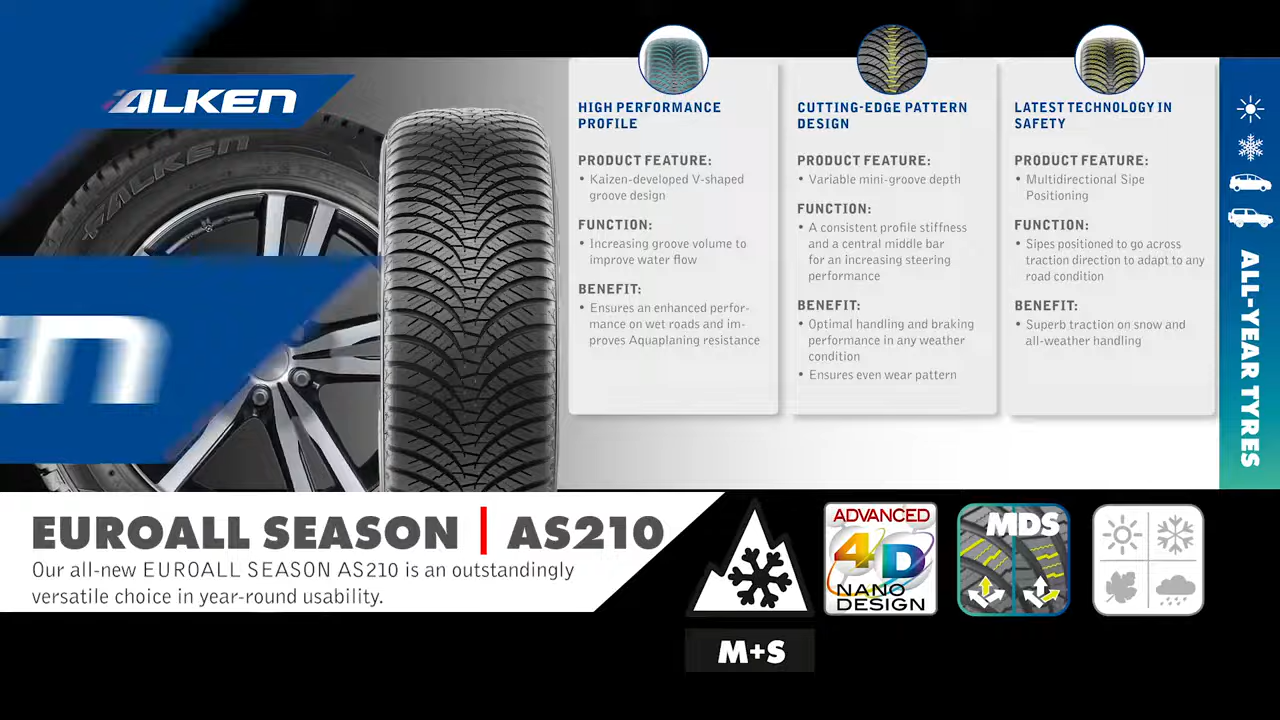 ALKEN
FALKEN
HIGH PERFORMANCE
PROFILE
PRODUCT FEATURE:
• Kaizen-developed V-shaped
groove design
FUNCTION:
• Increasing groove volume to
improve water flow
BENEFIT:
• Ensures an enhanced perfor-
mance on wet roads and im-
proves Aquaplaning resistance
CUTTING-EDGE PATTERN
DESIGN
PRODUCT FEATURE:
• Variable mini-groove depth
FUNCTION:
• A consistent profile stiffness
and a central middle bar
for an increasing steering
performance
BENEFIT:
• Optimal handling and braking
performance in any weather
condition
• Ensures even wear pattern
LATEST TECHNOLOGY IN
SAFETY
PRODUCT FEATURE:
• Multidirectional Sipe
Positioning
FUNCTION:
• Sipes positioned to go across
traction direction to adapt to any
road condition
BENEFIT:
• Superb traction on snow and
all-weather handling
ALL-YEAR TYRES
EUROALL SEASON | AS210
Our all-new EUROALL SEASON AS210 is an outstandingly
versatile choice in year-round usability.
M+S
ADVANCED
4D
NANO
DESIGN
MDS